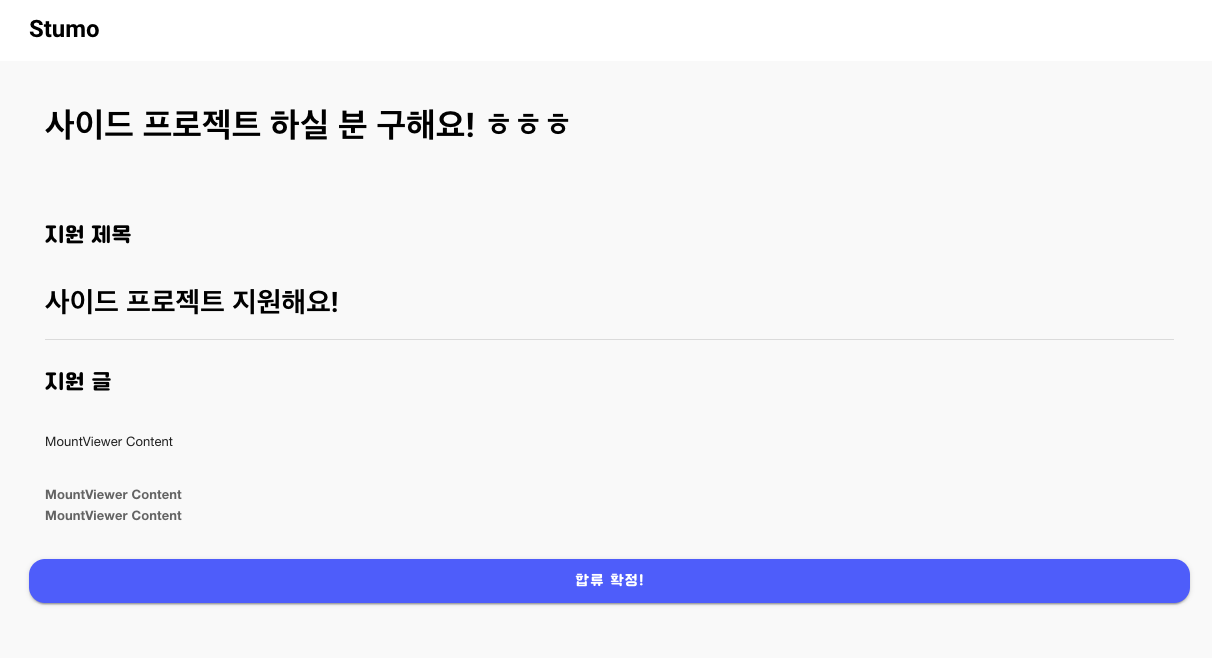 Stumo
사이드 프로젝트 하실 분 구해요! ㅎㅎㅎ
지원 제목
사이드 프로젝트 지원해요!
지원 글
MountViewer Content
MountViewer Content
MountViewer Content
합류 확정!